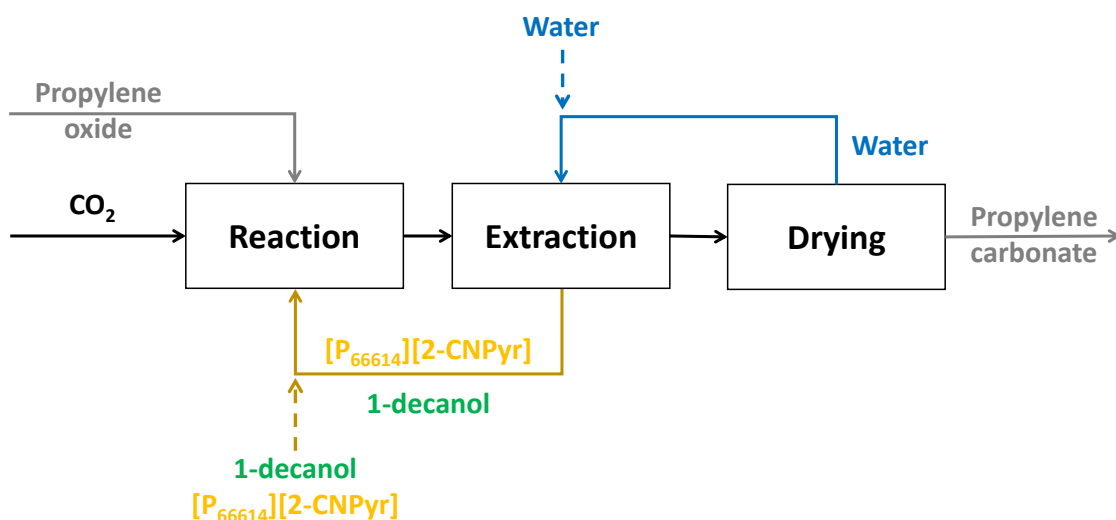 Water
Propylene
oxide
Water
CO₂
Reaction
Extraction
Drying
Propylene
carbonate
[P₆₆₆₁₄][2-CNPyr]
1-decanol
1-decanol
[P₆₆₆₁₄][2-CNPyr]